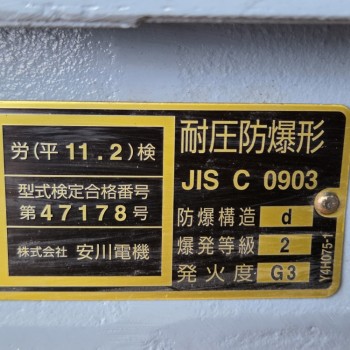 労(平11.2)検
型式検定合格番号
第47178号
株式会社 安川電機
耐圧防爆形
JIS C 0903
防爆構造 d
爆発等級 2
発火度 G3
Y4H075-1